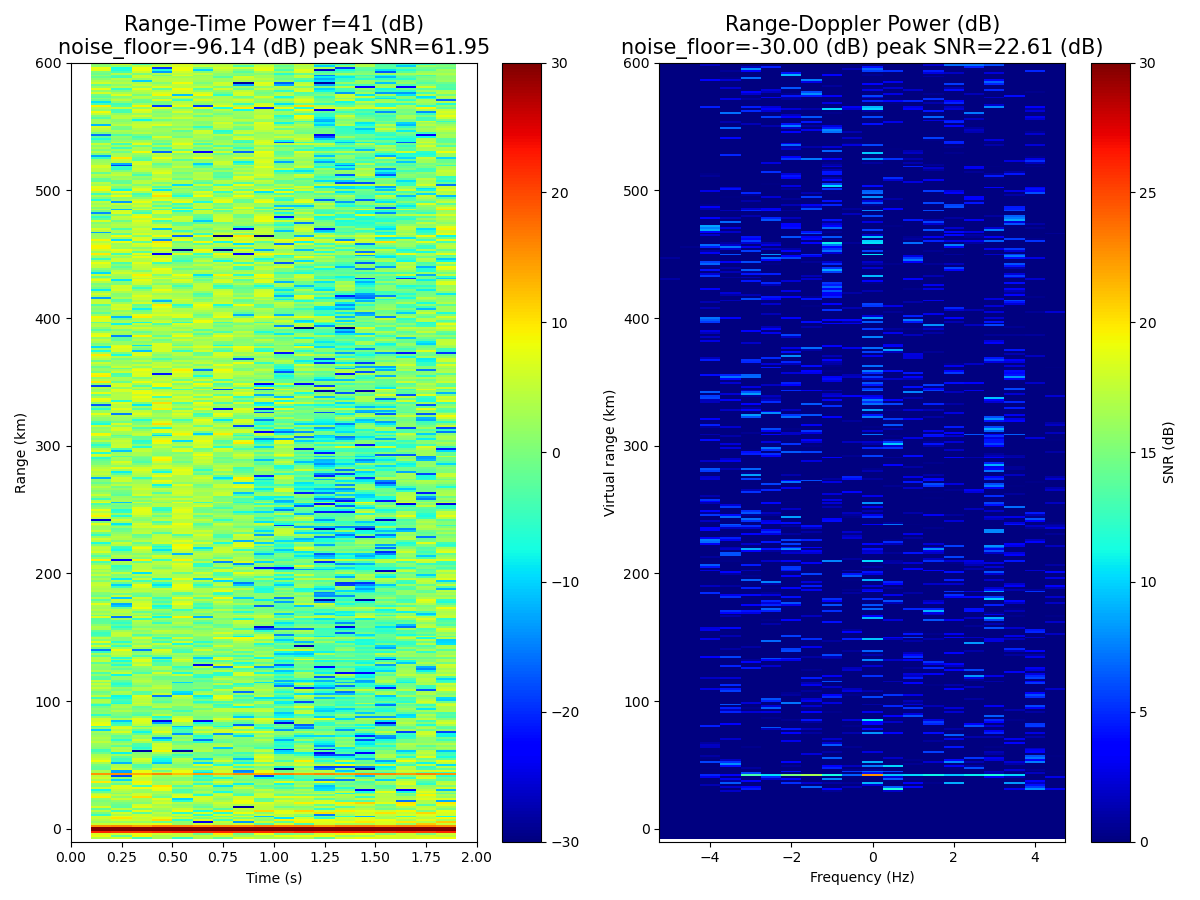 Range-Time Power f=41 (dB)
noise_floor=-96.14 (dB) peak SNR=61.95
Range (km)
600
500
400
300
200
100
0
0.00 0.25 0.50 0.75 1.00 1.25 1.50 1.75 2.00
Time (s)
30
20
10
0
−10
−20
−30
Range-Doppler Power (dB)
noise_floor=-30.00 (dB) peak SNR=22.61 (dB)
Virtual range (km)
600
500
400
300
200
100
0
−4 −2 0 2 4
Frequency (Hz)
30
25
20
15
10
5
0
SNR (dB)